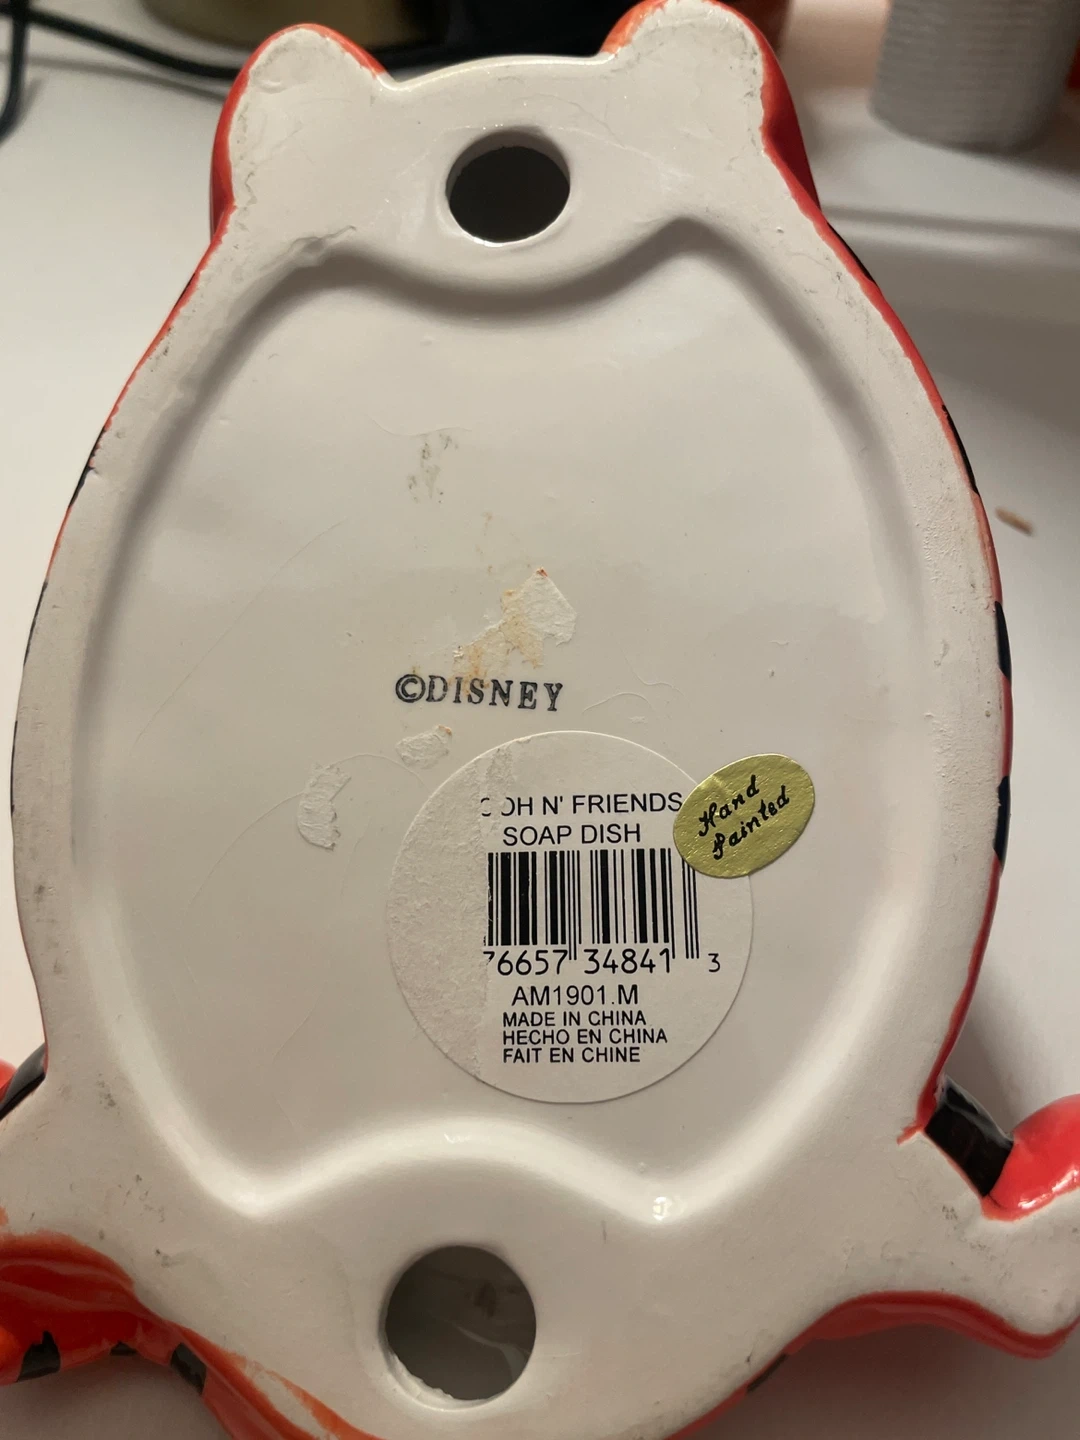 ©DISNEY
OH N' FRIENDS
SOAP DISH
Hand
Painted
76657 34841 3
AM1901.M
MADE IN CHINA
HECHO EN CHINA
FAIT EN CHINE